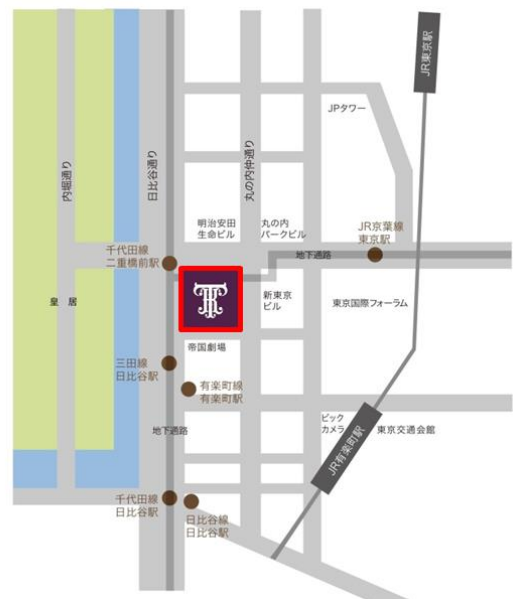 JR東京駅
JPタワー
内堀通り
日比谷通り
丸の内仲通り
明治安田
生命ビル
丸の内
パークビル
JR京葉線
東京駅
千代田線
二重橋前駅
地下通路
皇 居
新東京
ビル
東京国際フォーラム
帝国劇場
三田線
日比谷駅
有楽町線
有楽町駅
地下通路
ビック
カメラ
東京交通会館
JR有楽町駅
千代田線
日比谷駅
日比谷線
日比谷駅